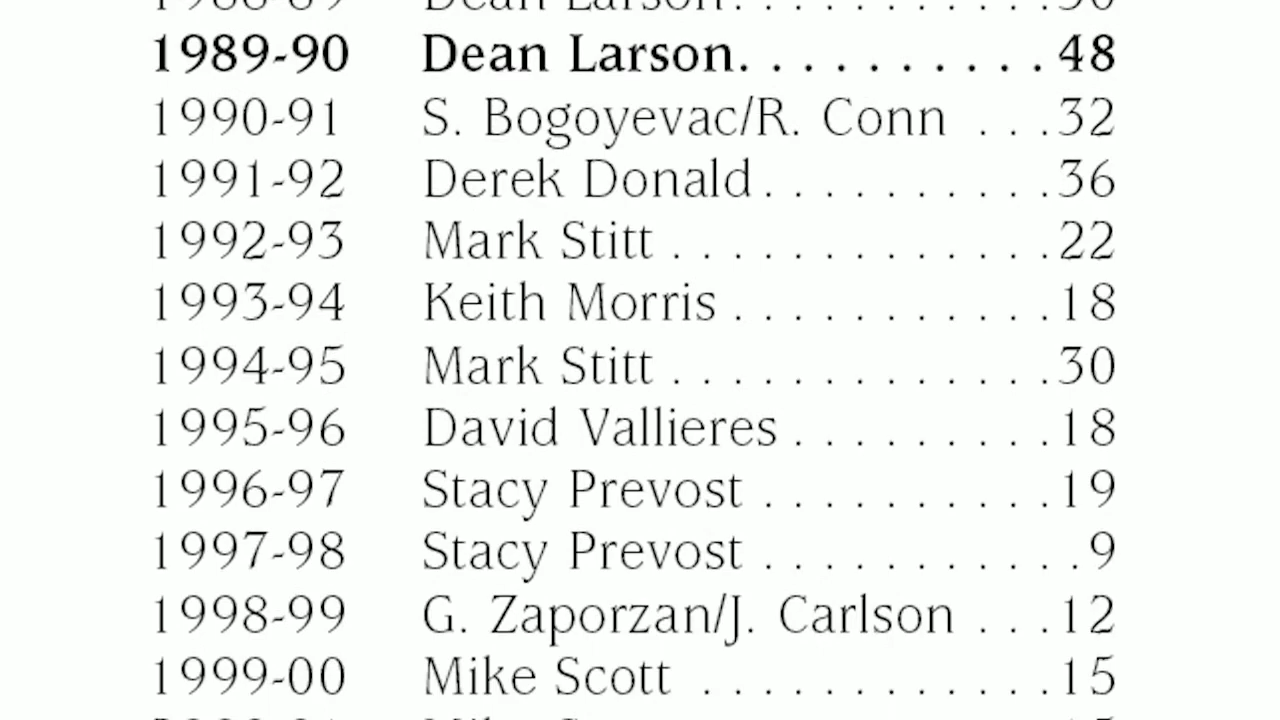 Dean Larson. . . . . . . . . . .
1989-90 Dean Larson. . . . . . . . . . 48
1990-91 S. Bogoyevac/R. Conn . . . 32
1991-92 Derek Donald . . . . . . . . . . 36
1992-93 Mark Stitt . . . . . . . . . . . . . 22
1993-94 Keith Morris . . . . . . . . . . . 18
1994-95 Mark Stitt . . . . . . . . . . . . . 30
1995-96 David Vallieres . . . . . . . . . 18
1996-97 Stacy Prevost . . . . . . . . . . 19
1997-98 Stacy Prevost . . . . . . . . . . . 9
1998-99 G. Zaporzan/J. Carlson . . . 12
1999-00 Mike Scott . . . . . . . . . . . . 15